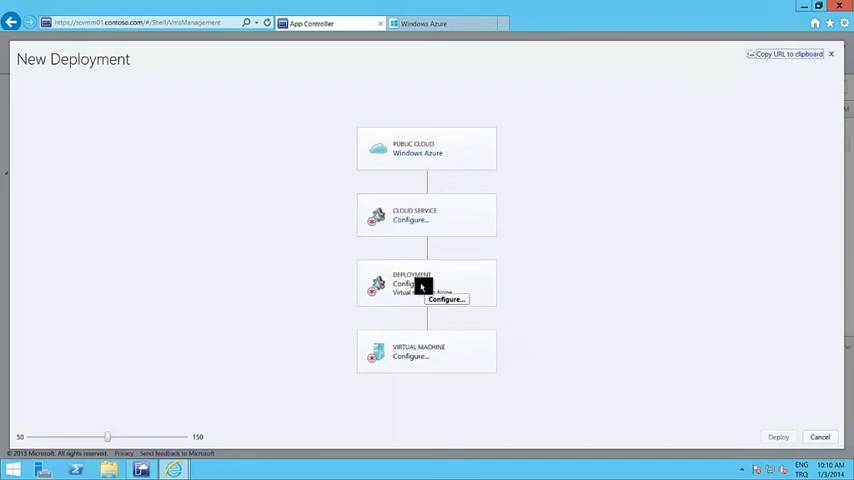 https://scvmm01.contoso.com/#/Shell/VmsManagement
App Controller
Windows Azure
New Deployment
Copy URL to clipboard
PUBLIC CLOUD
Windows Azure
CLOUD SERVICE
Configure...
DEPLOYMENT
Configure...
VIRTUAL MACHINE
Configure...
50
150
Deploy
Cancel
© 2013 Microsoft. All rights reserved.
Privacy
Send feedback to Microsoft
ENG
10:10 AM
TRQ
1/3/2014